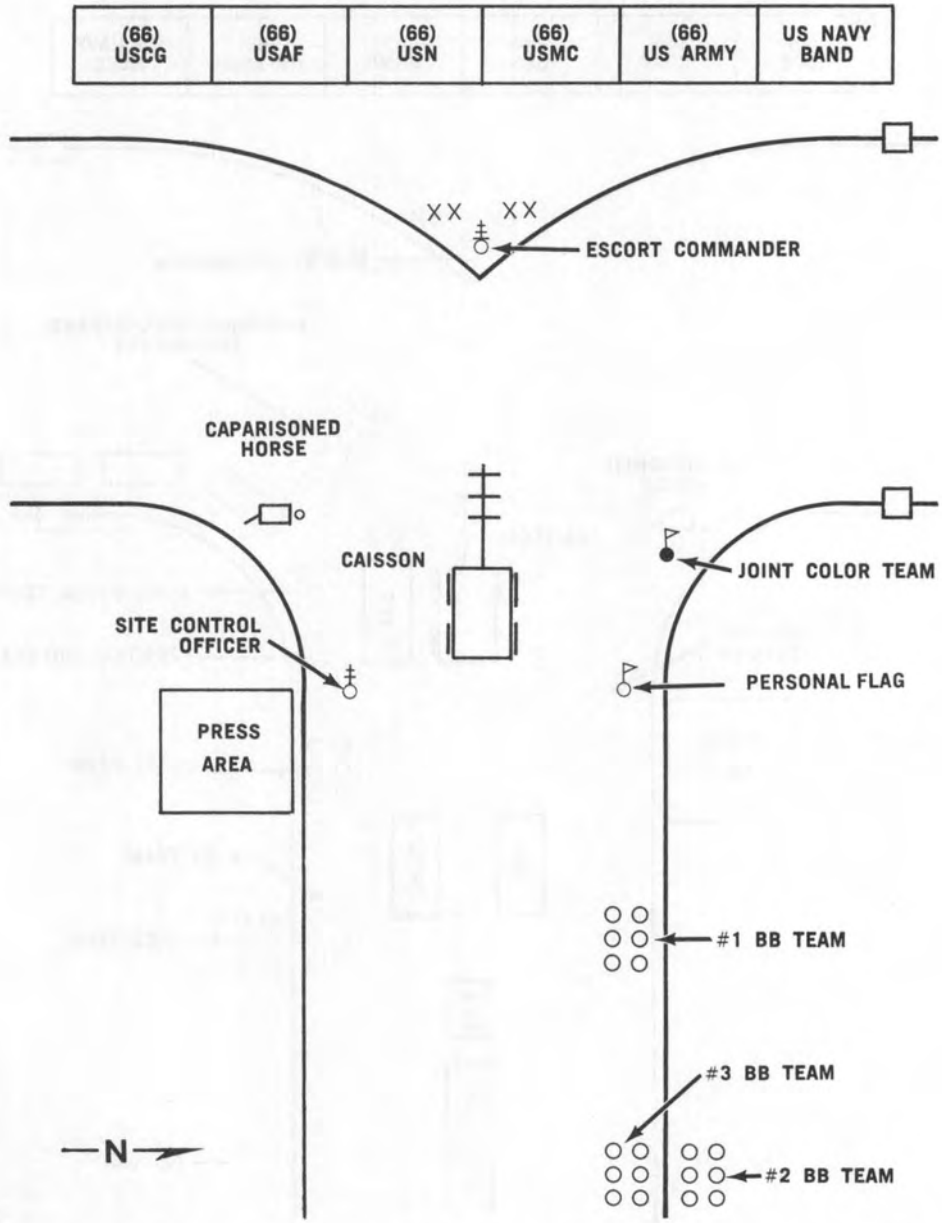 (66)
USCG
(66)
USAF
(66)
USN
(66)
USMC
(66)
US ARMY
US NAVY
BAND
XX
XX
ESCORT COMMANDER
CAPARISONED
HORSE
CAISSON
JOINT COLOR TEAM
SITE CONTROL
OFFICER
PERSONAL FLAG
PRESS
AREA
#1 BB TEAM
#3 BB TEAM
N
#2 BB TEAM